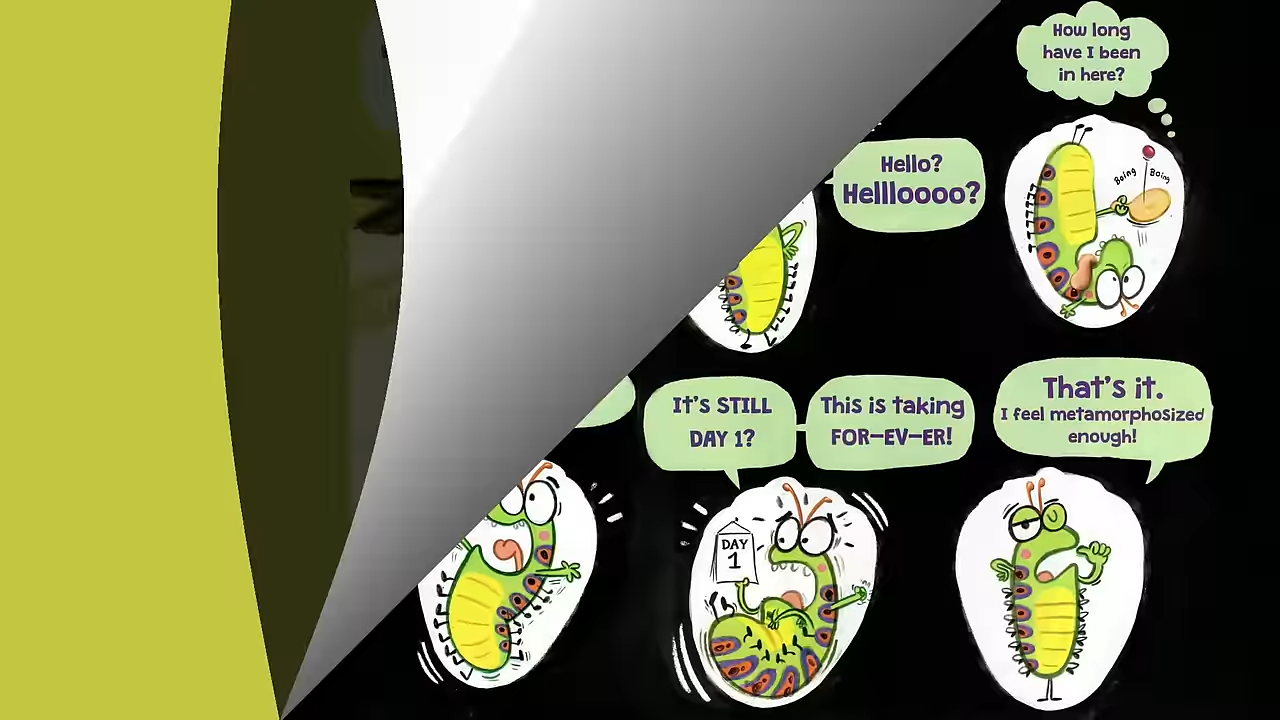 How long
have I been
in here?
Hello?
Hellloooo?
Boing
Boing
It's STILL
DAY 1?
This is taking
FOR-EV-ER!
That's it.
I feel metamorphosized
enough!
DAY
1